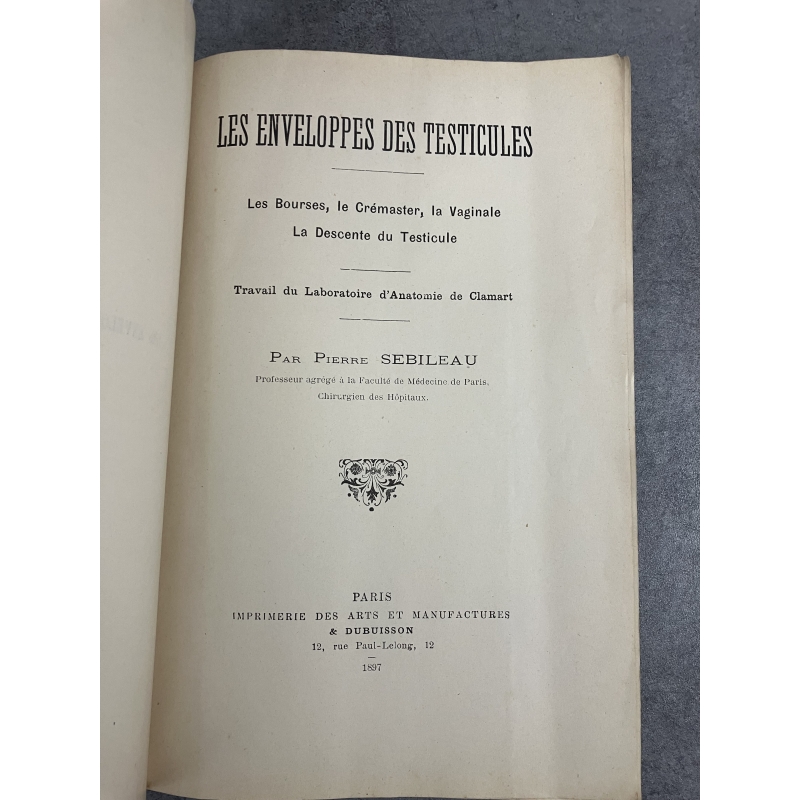 LES ENVELOPPES DES TESTICULES
Les Bourses, le Crémaster, la Vaginale
La Descente du Testicule
Travail du Laboratoire d'Anatomie de Clamart
PAR PIERRE SEBILEAU
Professeur agrégé à la Faculté de Médecine de Paris.
Chirurgien des Hôpitaux.
PARIS
IMPRIMERIE DES ARTS ET MANUFACTURES
& DUBUISSON
12, rue Paul-Lelong, 12
1897